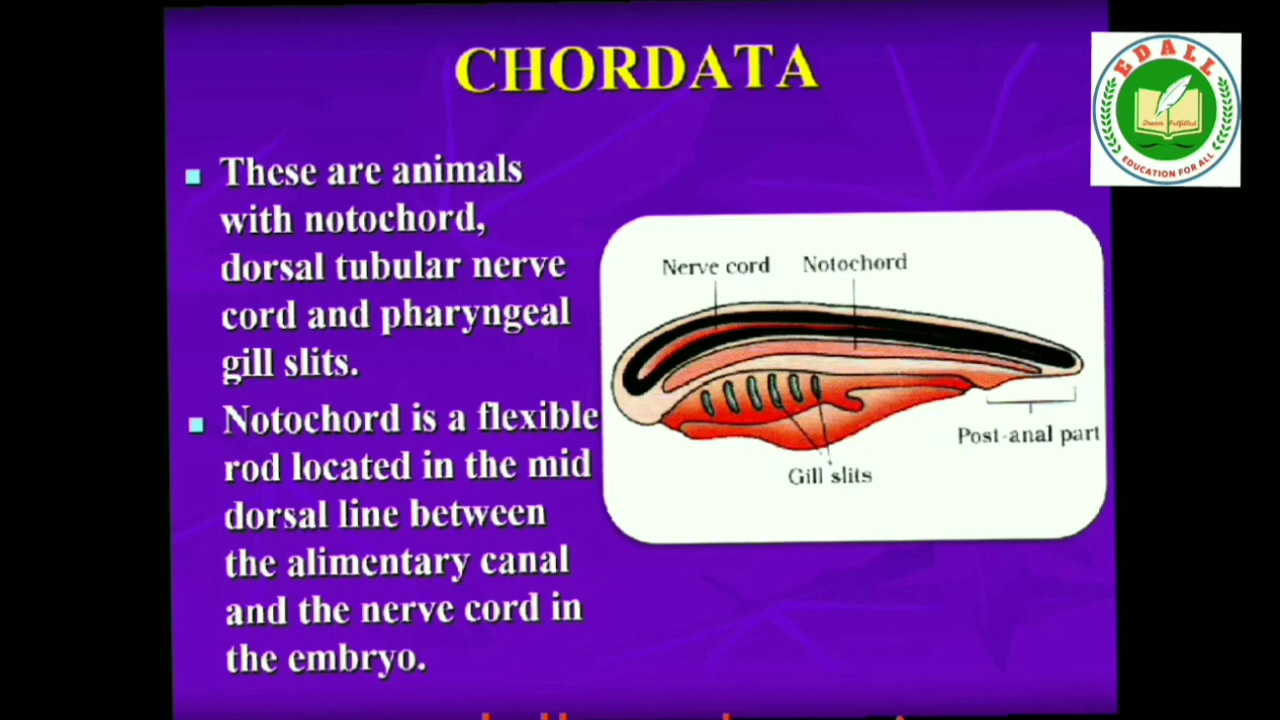 CHORDATA
EDALL
Dream Fulfilled
EDUCATION FOR ALL
▪ These are animals
with notochord,
dorsal tubular nerve
cord and pharyngeal
gill slits.
▪ Notochord is a flexible
rod located in the mid
dorsal line between
the alimentary canal
and the nerve cord in
the embryo.
Nerve cord Notochord
Post-anal part
Gill slits